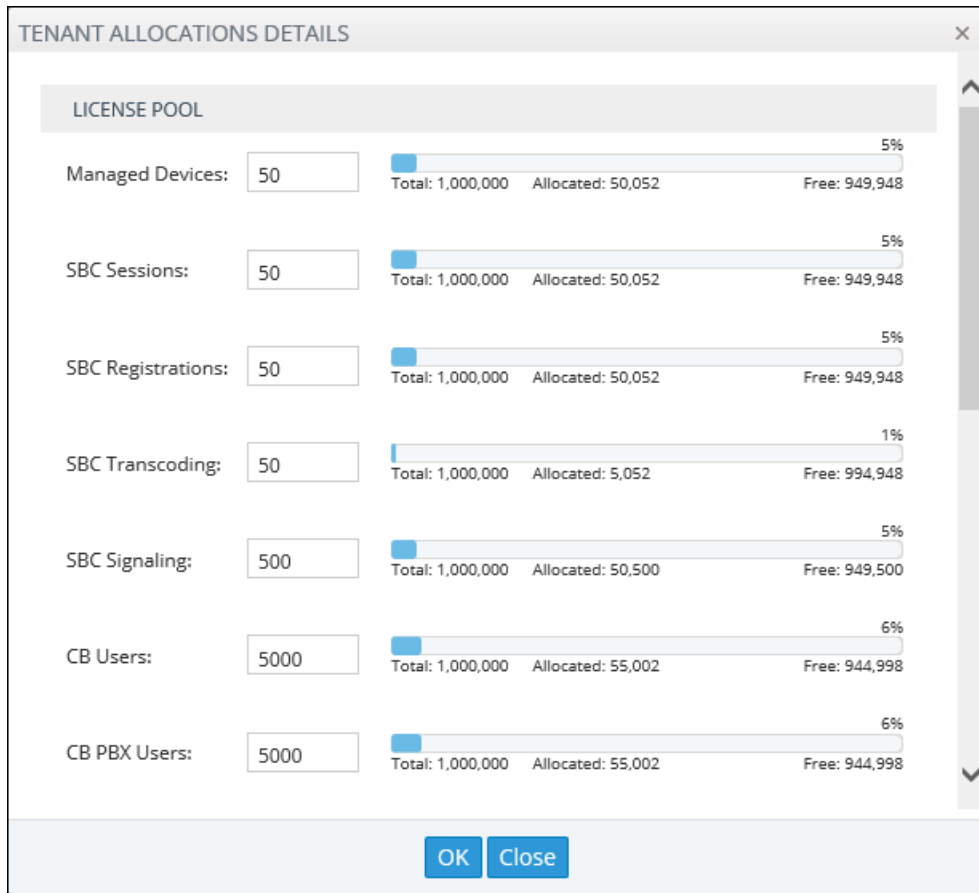 TENANT ALLOCATIONS DETAILS
LICENSE POOL
5%
Managed Devices: 50
Total: 1,000,000 Allocated: 50,052 Free: 949,948
5%
SBC Sessions: 50
Total: 1,000,000 Allocated: 50,052 Free: 949,948
5%
SBC Registrations: 50
Total: 1,000,000 Allocated: 50,052 Free: 949,948
1%
SBC Transcoding: 50
Total: 1,000,000 Allocated: 5,052 Free: 994,948
5%
SBC Signaling: 500
Total: 1,000,000 Allocated: 50,500 Free: 949,500
6%
CB Users: 5000
Total: 1,000,000 Allocated: 55,002 Free: 944,998
6%
CB PBX Users: 5000
Total: 1,000,000 Allocated: 55,002 Free: 944,998
OK Close